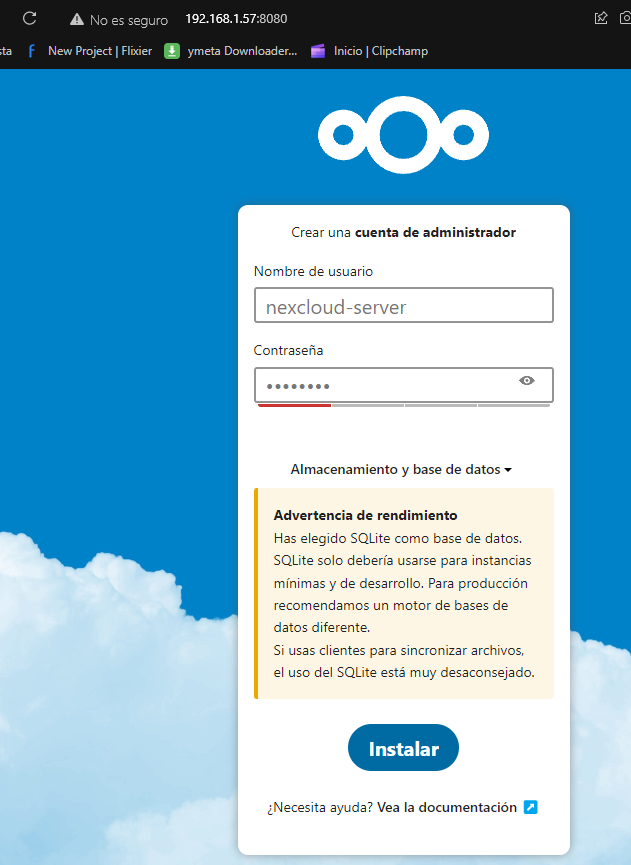 No es seguro 192.168.1.57:8080
sta f New Project | Flixier ymeta Downloader... Inicio | Clipchamp
Crear una cuenta de administrador
Nombre de usuario
nexcloud-server
Contraseña
••••••••
Almacenamiento y base de datos
Advertencia de rendimiento
Has elegido SQLite como base de datos.
SQLite solo debería usarse para instancias
mínimas y de desarrollo. Para producción
recomendamos un motor de bases de
datos diferente.
Si usas clientes para sincronizar archivos,
el uso del SQLite está muy desaconsejado.
Instalar
¿Necesita ayuda? Vea la documentación